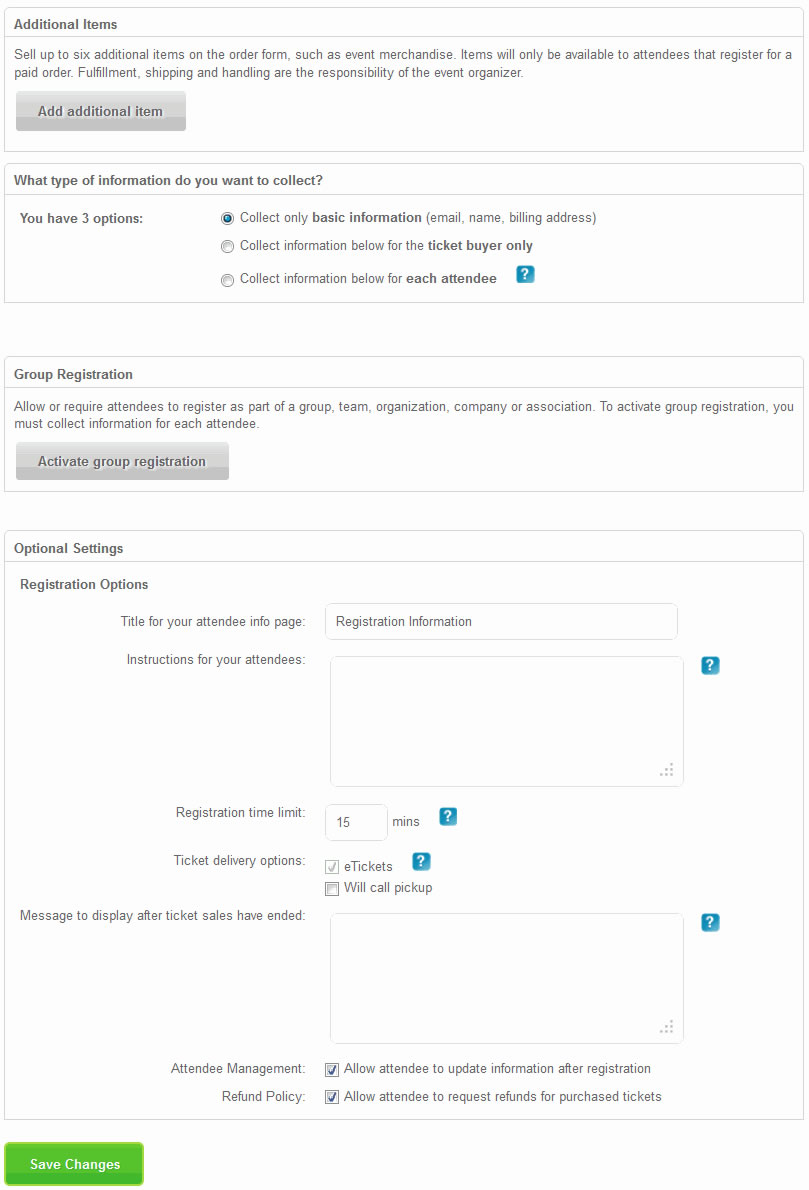 Additional Items
Sell up to six additional items on the order form, such as event merchandise. Items will only be available to attendees that register for a
paid order. Fulfillment, shipping and handling are the responsibility of the event organizer.
Add additional item
What type of information do you want to collect?
You have 3 options:
Collect only basic information (email, name, billing address)
Collect information below for the ticket buyer only
Collect information below for each attendee ?
Group Registration
Allow or require attendees to register as part of a group, team, organization, company or association. To activate group registration, you
must collect information for each attendee.
Activate group registration
Optional Settings
Registration Options
Title for your attendee info page: Registration Information
Instructions for your attendees: ?
Registration time limit: 15 mins ?
Ticket delivery options: eTickets ?
Will call pickup
Message to display after ticket sales have ended: ?
Attendee Management: Allow attendee to update information after registration
Refund Policy: Allow attendee to request refunds for purchased tickets
Save Changes